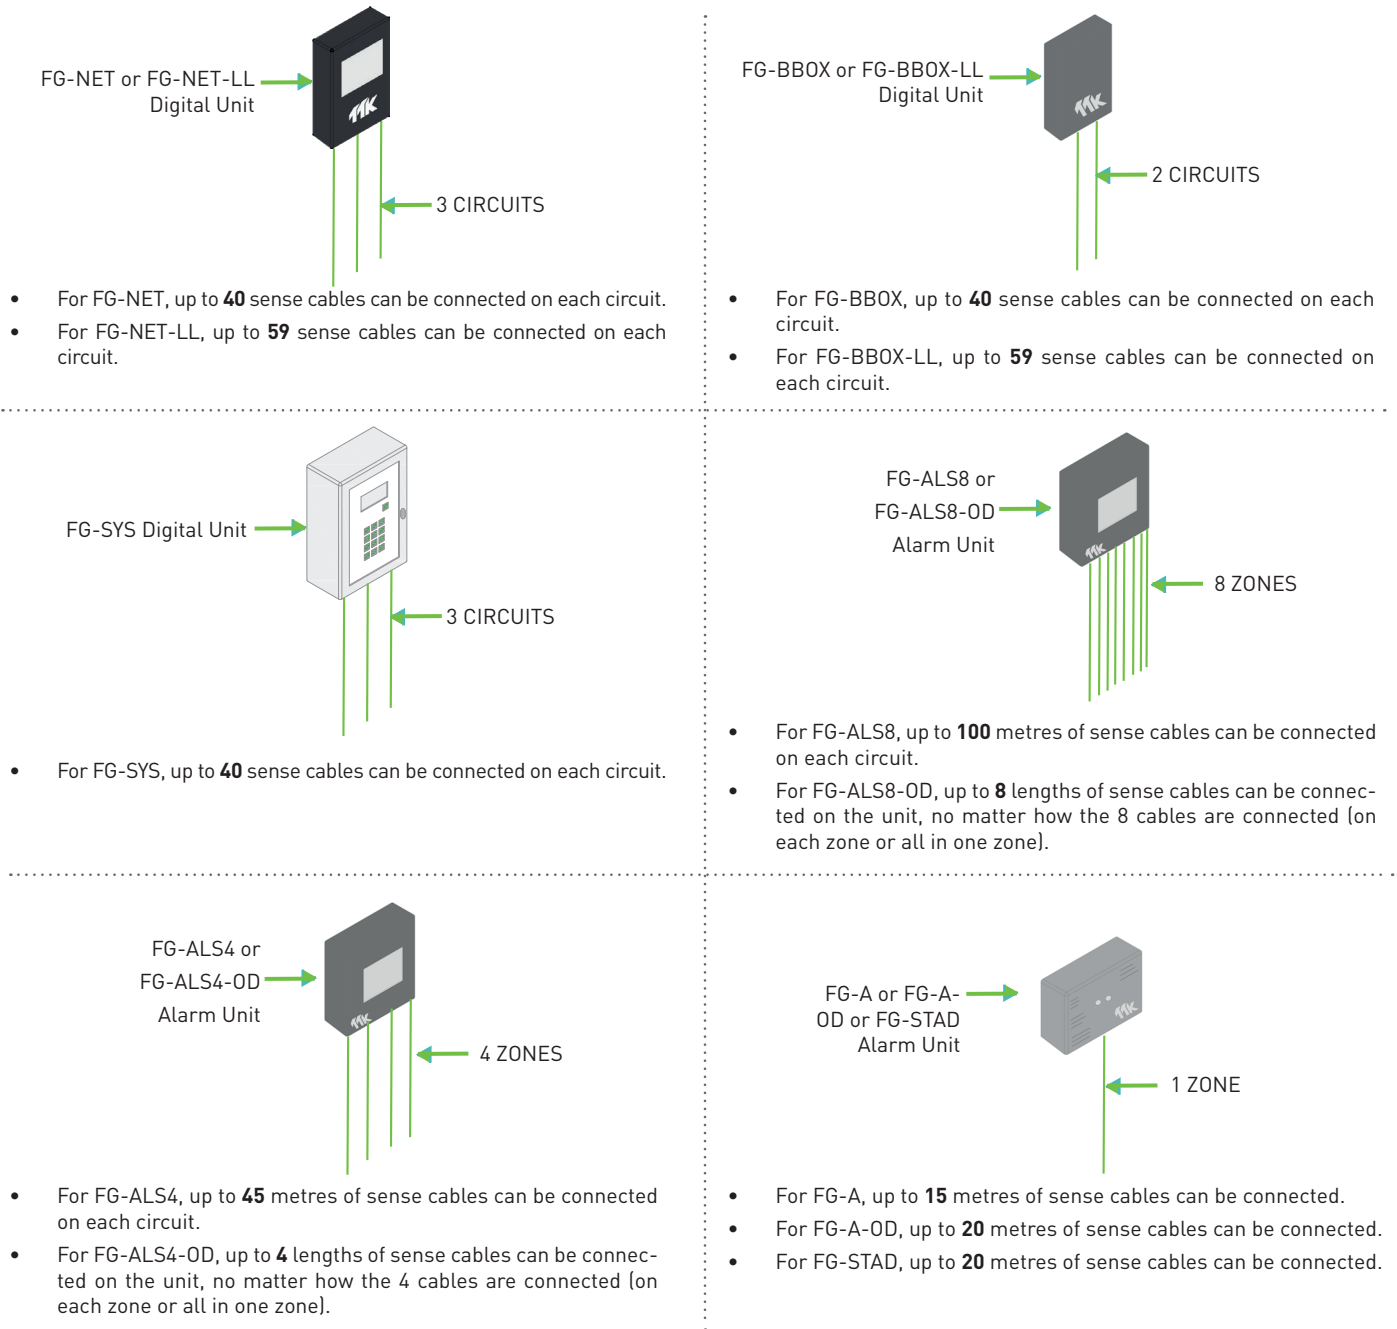 FG-NET or FG-NET-LL
Digital Unit
TTK
3 CIRCUITS
• For FG-NET, up to 40 sense cables can be connected on each circuit.
• For FG-NET-LL, up to 59 sense cables can be connected on each
circuit.
FG-BBOX or FG-BBOX-LL
Digital Unit
TTK
2 CIRCUITS
• For FG-BBOX, up to 40 sense cables can be connected on each
circuit.
• For FG-BBOX-LL, up to 59 sense cables can be connected on
each circuit.
FG-SYS Digital Unit
3 CIRCUITS
• For FG-SYS, up to 40 sense cables can be connected on each circuit.
FG-ALS8 or
FG-ALS8-OD
Alarm Unit
TTK
8 ZONES
• For FG-ALS8, up to 100 metres of sense cables can be connected
on each circuit.
• For FG-ALS8-OD, up to 8 lengths of sense cables can be connec-
ted on the unit, no matter how the 8 cables are connected (on
each zone or all in one zone).
FG-ALS4 or
FG-ALS4-OD
Alarm Unit
TTK
4 ZONES
• For FG-ALS4, up to 45 metres of sense cables can be connected
on each circuit.
• For FG-ALS4-OD, up to 4 lengths of sense cables can be connec-
ted on the unit, no matter how the 4 cables are connected (on
each zone or all in one zone).
FG-A or FG-A-
OD or FG-STAD
Alarm Unit
TTK
1 ZONE
• For FG-A, up to 15 metres of sense cables can be connected.
• For FG-A-OD, up to 20 metres of sense cables can be connected.
• For FG-STAD, up to 20 metres of sense cables can be connected.